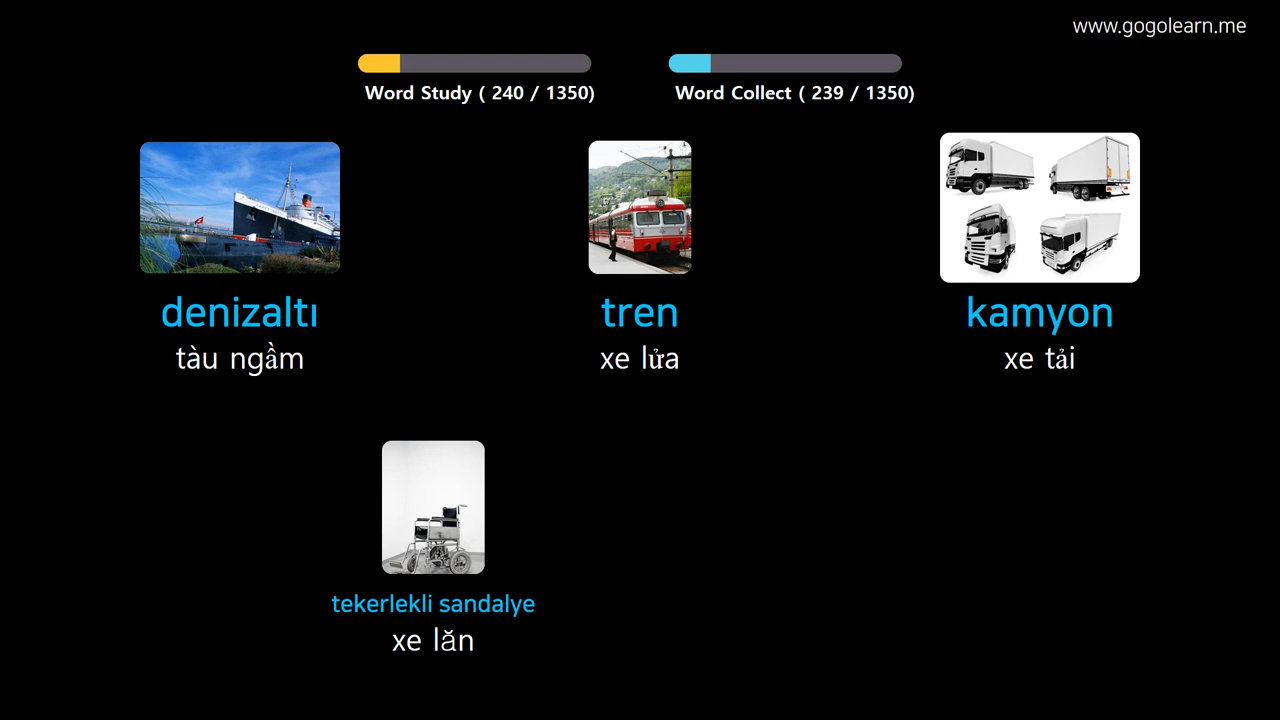 www.gogolearn.me
Word Study ( 240 / 1350)
Word Collect ( 239 / 1350)
denizaltı
tàu ngầm
tren
xe lửa
kamyon
xe tải
tekerlekli sandalye
xe lăn